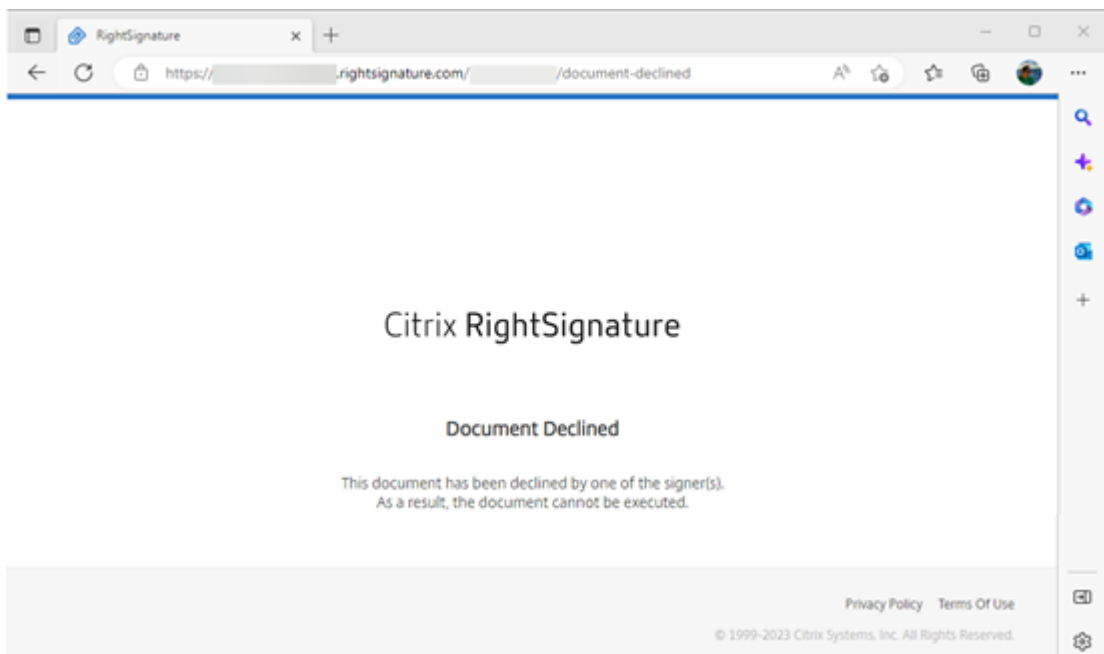 RightSignature
https:// .rightsignature.com/ /document-declined
Citrix RightSignature
Document Declined
This document has been declined by one of the signer(s).
As a result, the document cannot be executed.
Privacy Policy Terms Of Use
© 1999-2023 Citrix Systems, Inc. All Rights Reserved.